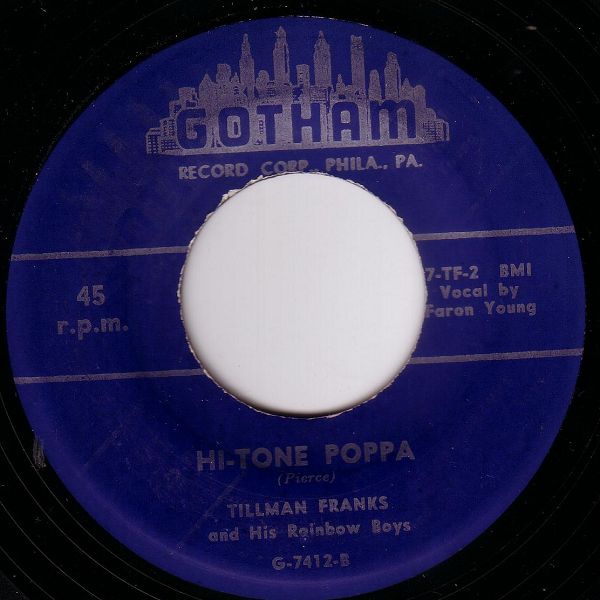 GOTHAM
RECORD CORP., PHILA., PA.
45
r.p.m.
7-TF-2 BMI
Vocal by
Faron Young
HI-TONE POPPA
(Pierce)
TILLMAN FRANKS
and His Rainbow Boys
G-7412-B